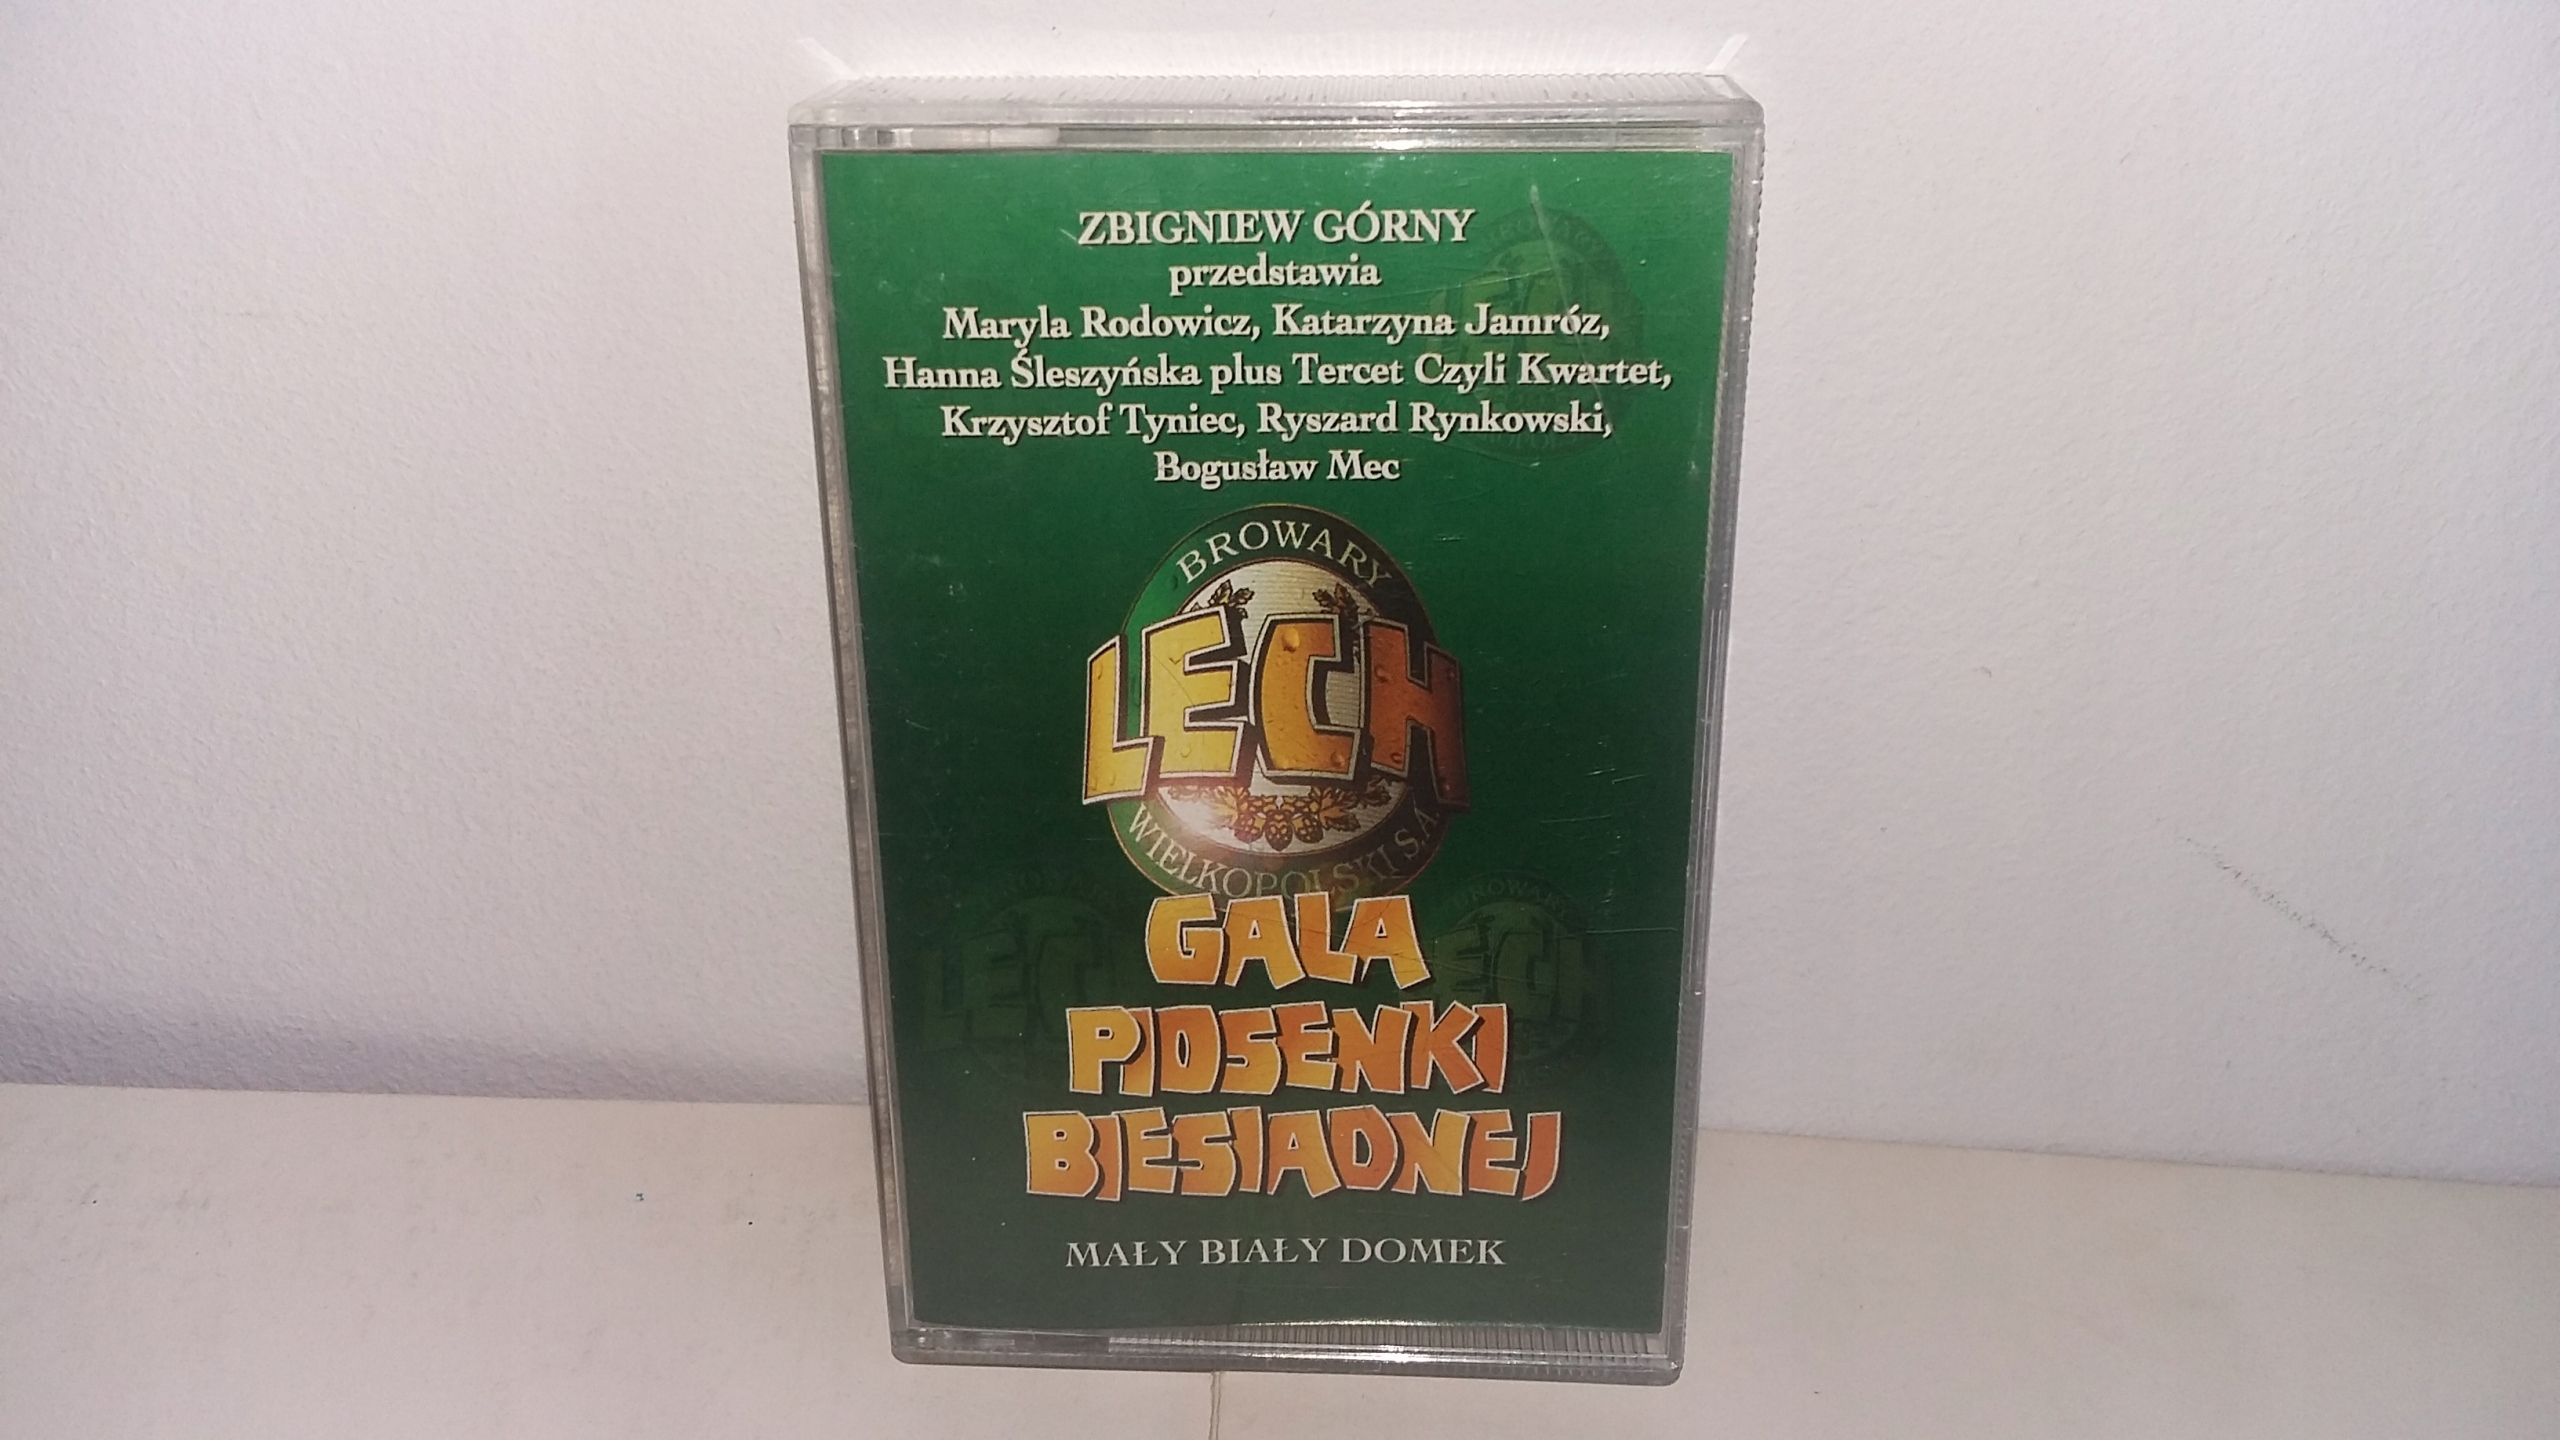 ZBIGNIEW GÓRNY
przedstawia
Maryla Rodowicz, Katarzyna Jamróz,
Hanna Śleszyńska plus Tercet Czyli Kwartet,
Krzysztof Tyniec, Ryszard Rynkowski,
Bogusław Mec
BROWARY
LECH
WIELKOPOLSKI S.A.
GALA
PIOSENKI
BIESIADNEJ
MAŁY BIAŁY DOMEK